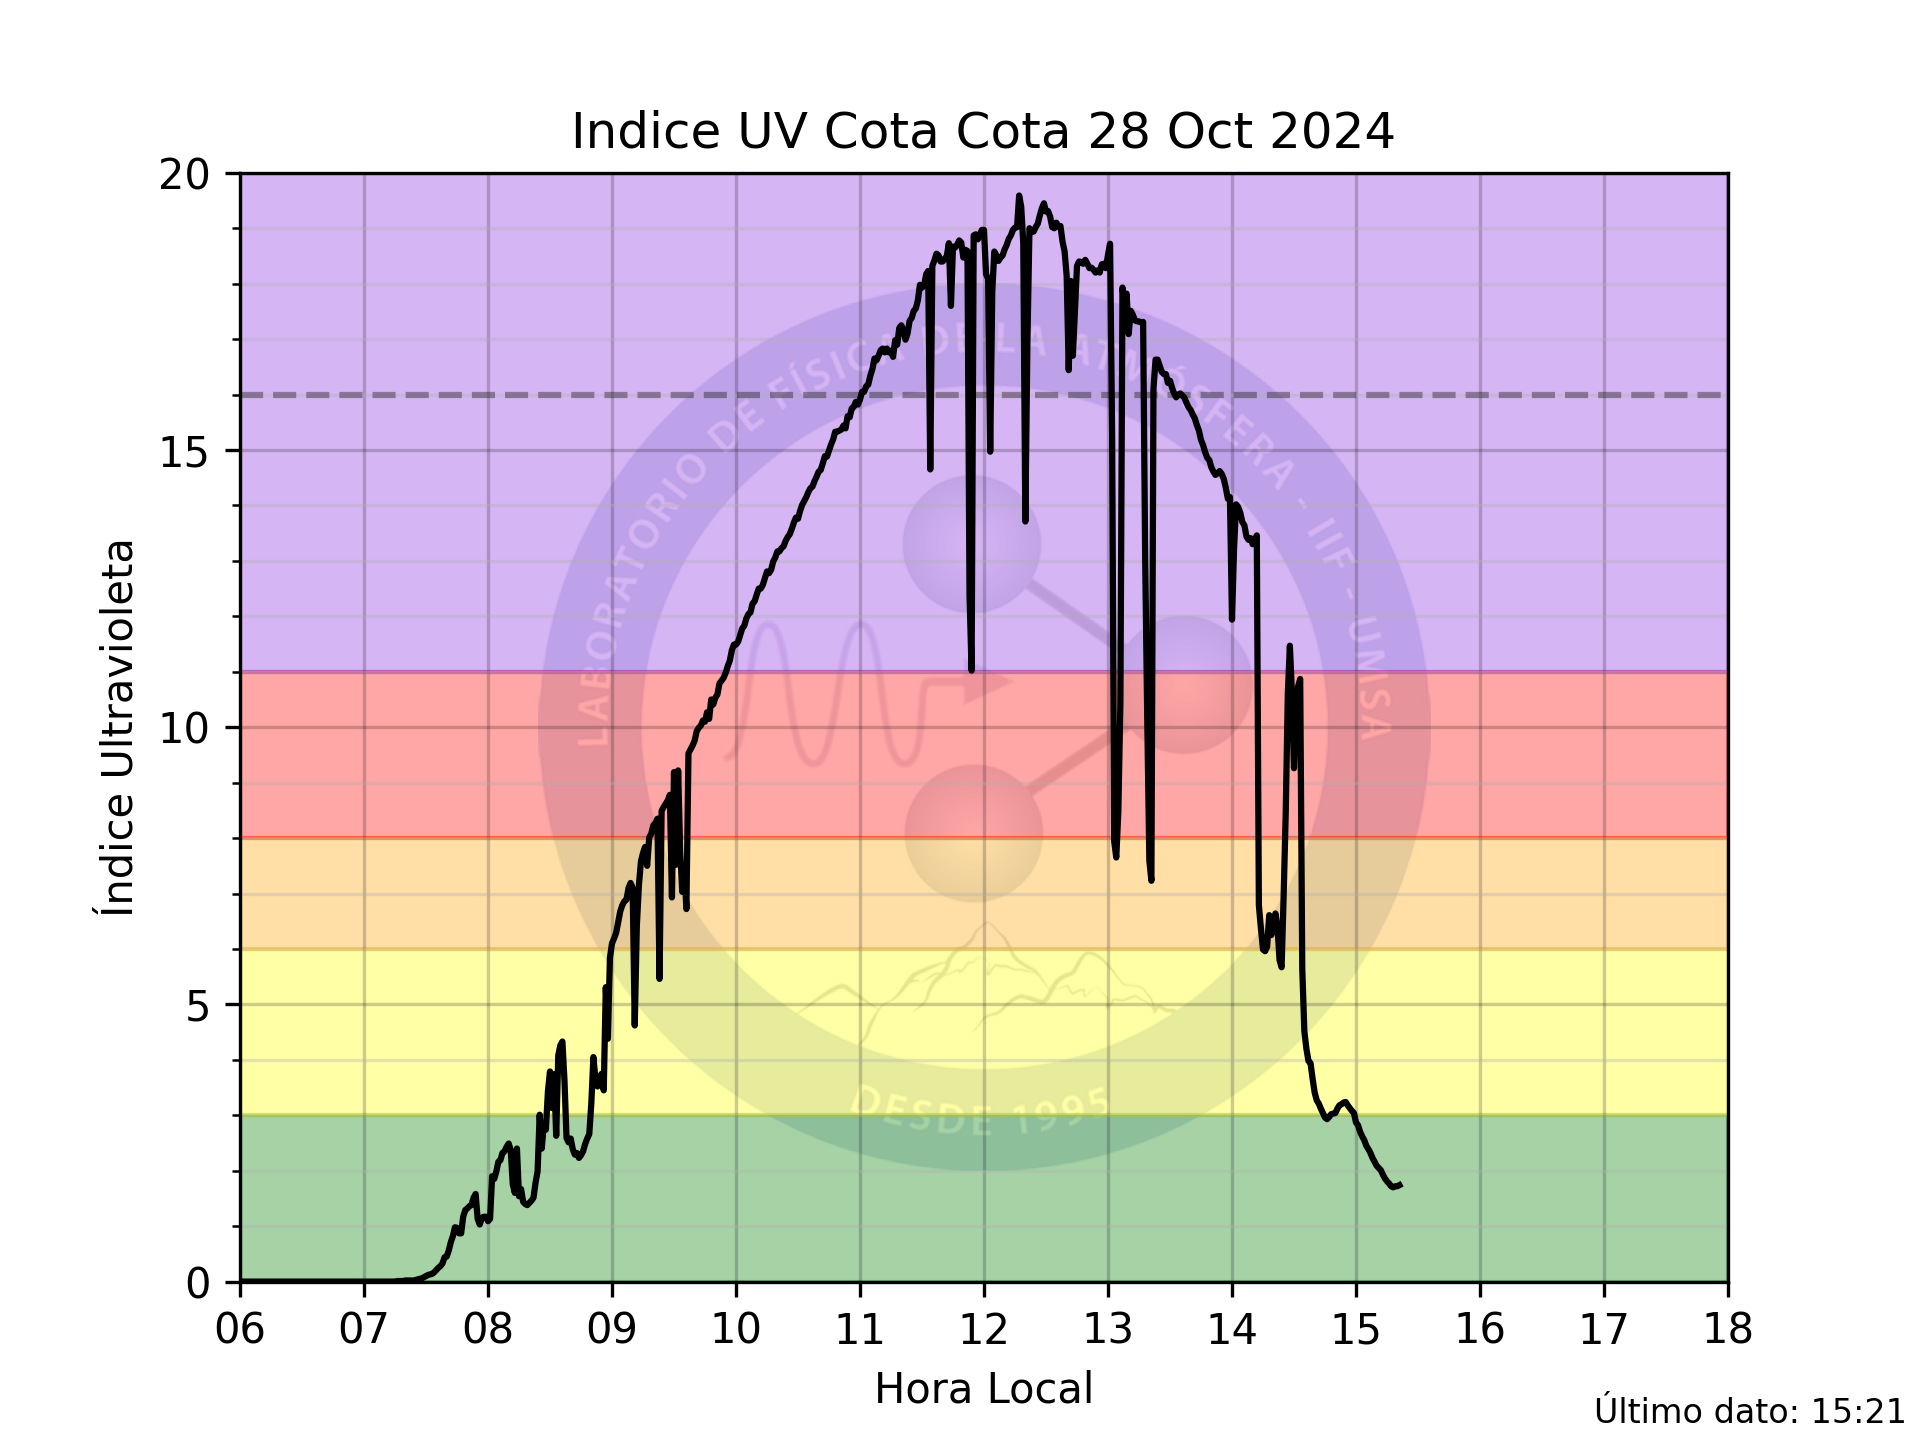 Indice UV Cota Cota 28 Oct 2024
20
15
10
5
0
Índice Ultravioleta
LABORATORIO DE FÍSICA DE LA ATMÓSFERA - IIF - UMSA
DESDE 1995
06 07 08 09 10 11 12 13 14 15 16 17 18
Hora Local
Último dato: 15:21